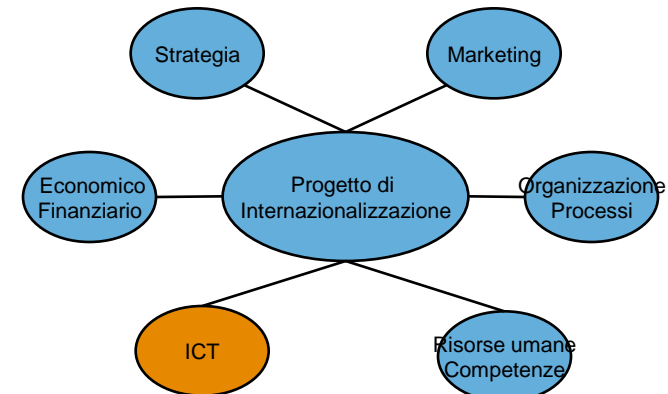 Strategia
Marketing
Economico
Finanziario
Progetto di
Internazionalizzazione
Organizzazione
Processi
ICT
Risorse umane
Competenze